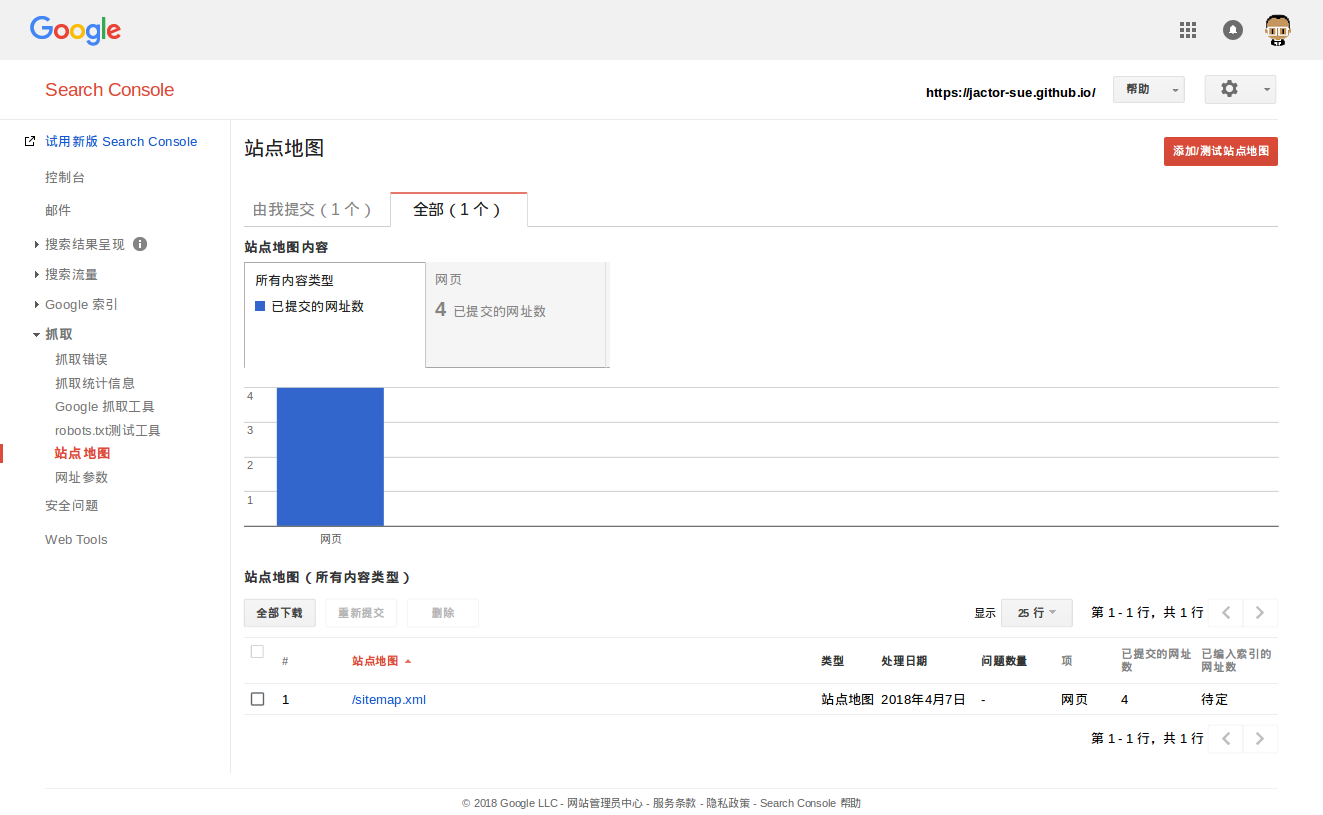 Google
Search Console
https://jactor-sue.github.io/
帮助
试用新版 Search Console
控制台
邮件
搜索结果呈现
搜索流量
Google 索引
抓取
抓取错误
抓取统计信息
Google 抓取工具
robots.txt测试工具
站点地图
网址参数
安全问题
Web Tools
站点地图
添加/测试站点地图
由我提交（1 个）
全部（1 个）
站点地图内容
所有内容类型
已提交的网址数
网页
4 已提交的网址数
4
3
2
1
网页
站点地图（所有内容类型）
全部下载 重新提交 删除
显示 25 行 第 1 - 1 行，共 1 行
# 站点地图 类型 处理日期 问题数量 项 已提交的网址数 已编入索引的网址数
1 /sitemap.xml 站点地图 2018年4月7日 - 网页 4 待定
第 1 - 1 行，共 1 行
© 2018 Google LLC - 网站管理员中心 - 服务条款 - 隐私政策 - Search Console 帮助